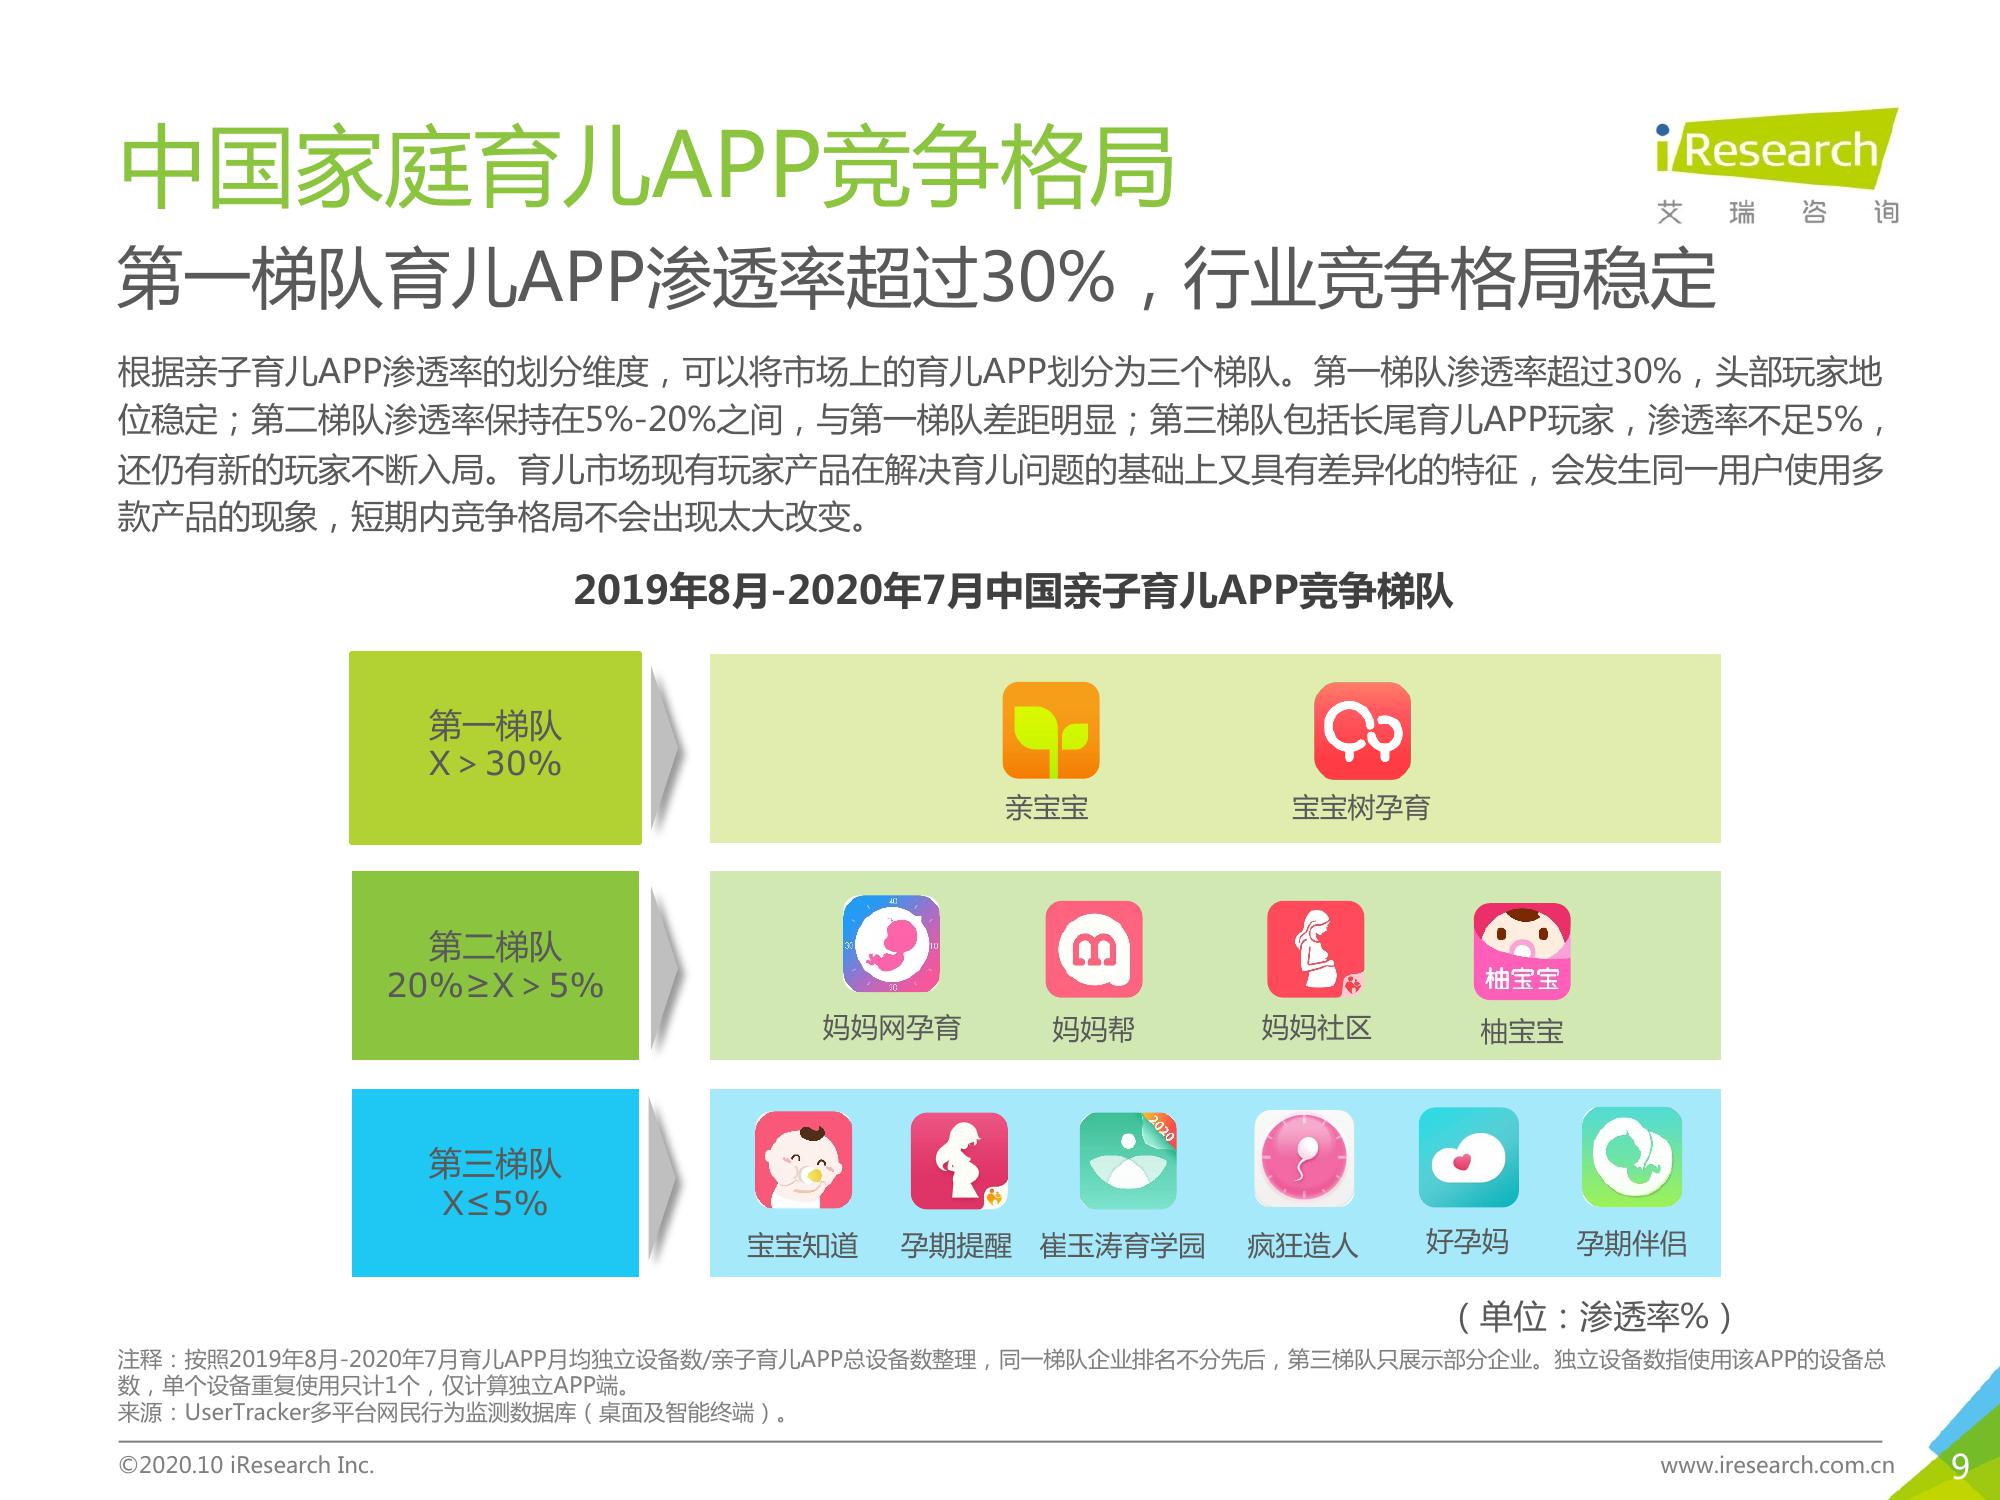 中国家庭育儿APP竞争格局
iResearch
艾瑞咨询
第一梯队育儿APP渗透率超过30%，行业竞争格局稳定
根据亲子育儿APP渗透率的划分维度，可以将市场上的育儿APP划分为三个梯队。第一梯队渗透率超过30%，头部玩家地
位稳定；第二梯队渗透率保持在5%-20%之间，与第一梯队差距明显；第三梯队包括长尾育儿APP玩家，渗透率不足5%，
还仍有新的玩家不断入局。育儿市场现有玩家产品在解决育儿问题的基础上又具有差异化的特征，会发生同一用户使用多
款产品的现象，短期内竞争格局不会出现太大改变。
2019年8月-2020年7月中国亲子育儿APP竞争梯队
第一梯队
X＞30%
亲宝宝
宝宝树孕育
第二梯队
20%≥X＞5%
40
30
10
20
m
柚宝宝
妈妈网孕育
妈妈帮
妈妈社区
柚宝宝
第三梯队
X≤5%
2020
宝宝知道
孕期提醒
崔玉涛育学园
疯狂造人
好孕妈
孕期伴侣
（单位：渗透率%）
注释：按照2019年8月-2020年7月育儿APP月均独立设备数/亲子育儿APP总设备数整理，同一梯队企业排名不分先后，第三梯队只展示部分企业。独立设备数指使用该APP的设备总
数，单个设备重复使用只计1个，仅计算独立APP端。
来源：UserTracker多平台网民行为监测数据库（桌面及智能终端）。
©2020.10 iResearch Inc.
www.iresearch.com.cn
9